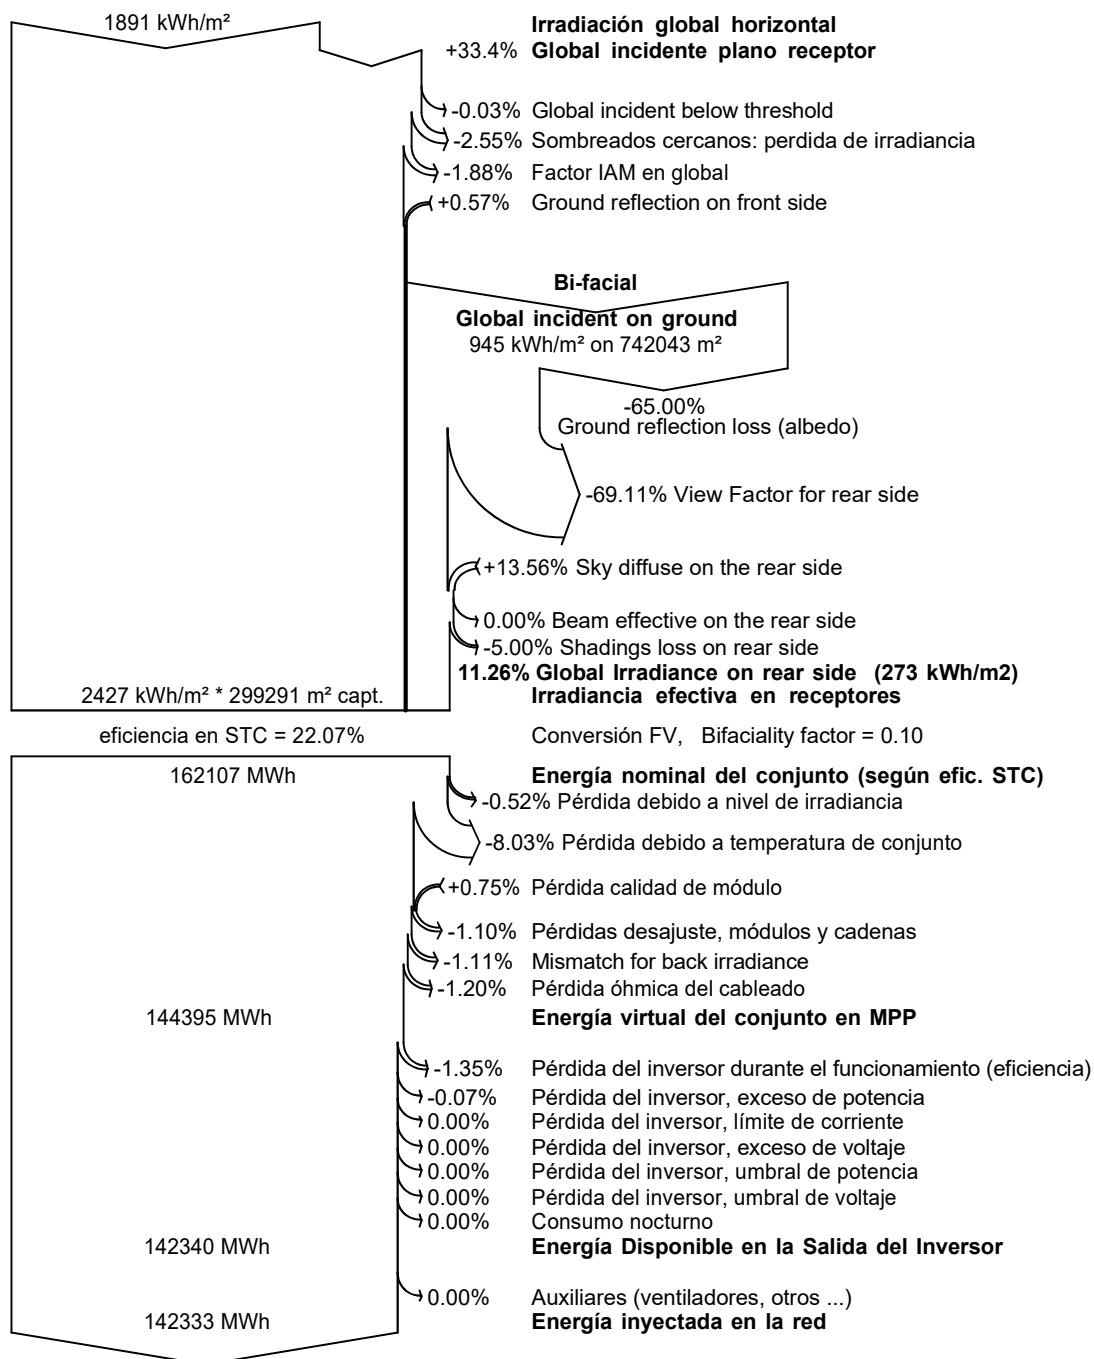 1891 kWh/m² Irradiación global horizontal
+33.4% Global incidente plano receptor
-0.03% Global incident below threshold
-2.55% Sombreados cercanos: perdida de irradiancia
-1.88% Factor IAM en global
+0.57% Ground reflection on front side
Bi-facial
Global incident on ground
945 kWh/m² on 742043 m²
-65.00%
Ground reflection loss (albedo)
-69.11% View Factor for rear side
+13.56% Sky diffuse on the rear side
0.00% Beam effective on the rear side
-5.00% Shadings loss on rear side
11.26% Global Irradiance on rear side (273 kWh/m2)
2427 kWh/m² * 299291 m² capt. Irradiancia efectiva en receptores
eficiencia en STC = 22.07% Conversión FV, Bifaciality factor = 0.10
162107 MWh Energía nominal del conjunto (según efic. STC)
-0.52% Pérdida debido a nivel de irradiancia
-8.03% Pérdida debido a temperatura de conjunto
+0.75% Pérdida calidad de módulo
-1.10% Pérdidas desajuste, módulos y cadenas
-1.11% Mismatch for back irradiance
-1.20% Pérdida óhmica del cableado
144395 MWh Energía virtual del conjunto en MPP
-1.35% Pérdida del inversor durante el funcionamiento (eficiencia)
-0.07% Pérdida del inversor, exceso de potencia
0.00% Pérdida del inversor, límite de corriente
0.00% Pérdida del inversor, exceso de voltaje
0.00% Pérdida del inversor, umbral de potencia
0.00% Pérdida del inversor, umbral de voltaje
0.00% Consumo nocturno
142340 MWh Energía Disponible en la Salida del Inversor
0.00% Auxiliares (ventiladores, otros ...)
142333 MWh Energía inyectada en la red